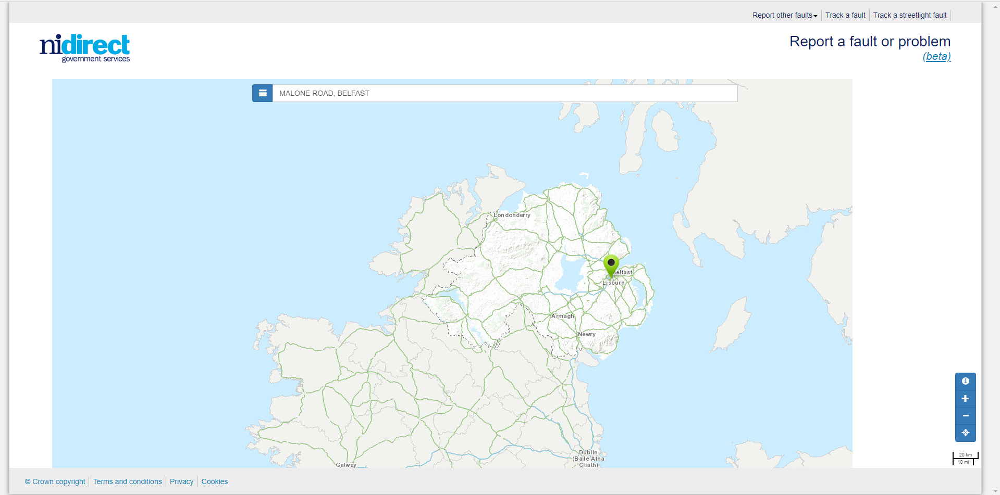 Report other faults
Track a fault
Track a streetlight fault
nidirect
government services
Report a fault or problem
(beta)
MALONE ROAD, BELFAST
Londonderry
Belfast
Lisburn
Armagh
Newry
Dublin
(Baile Atha
Cliath)
Galway
20 km
10 mi
© Crown copyright
Terms and conditions
Privacy
Cookies